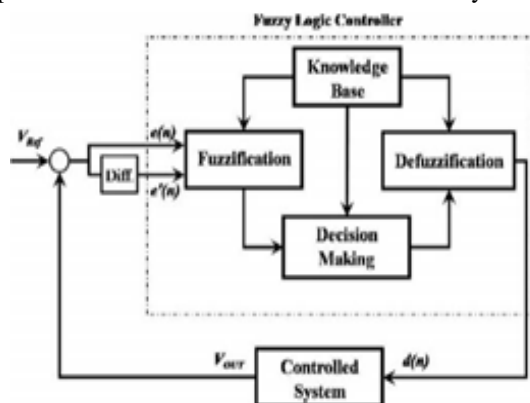 Fuzzy Logic Controller
Knowledge
Base
V_Ref
e(n)
Fuzzification
Defuzzification
Diff.
e'(n)
Decision
Making
V_OUT
Controlled
System
d(n)